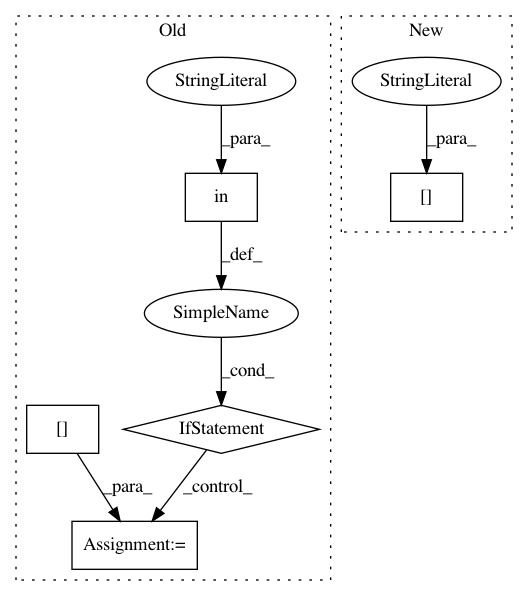 Old
New
StringLiteral
StringLiteral
_para_
_para_
in
[]
_def_
SimpleName
_cond_
[]
IfStatement
_para_
_control_
Assignment:=